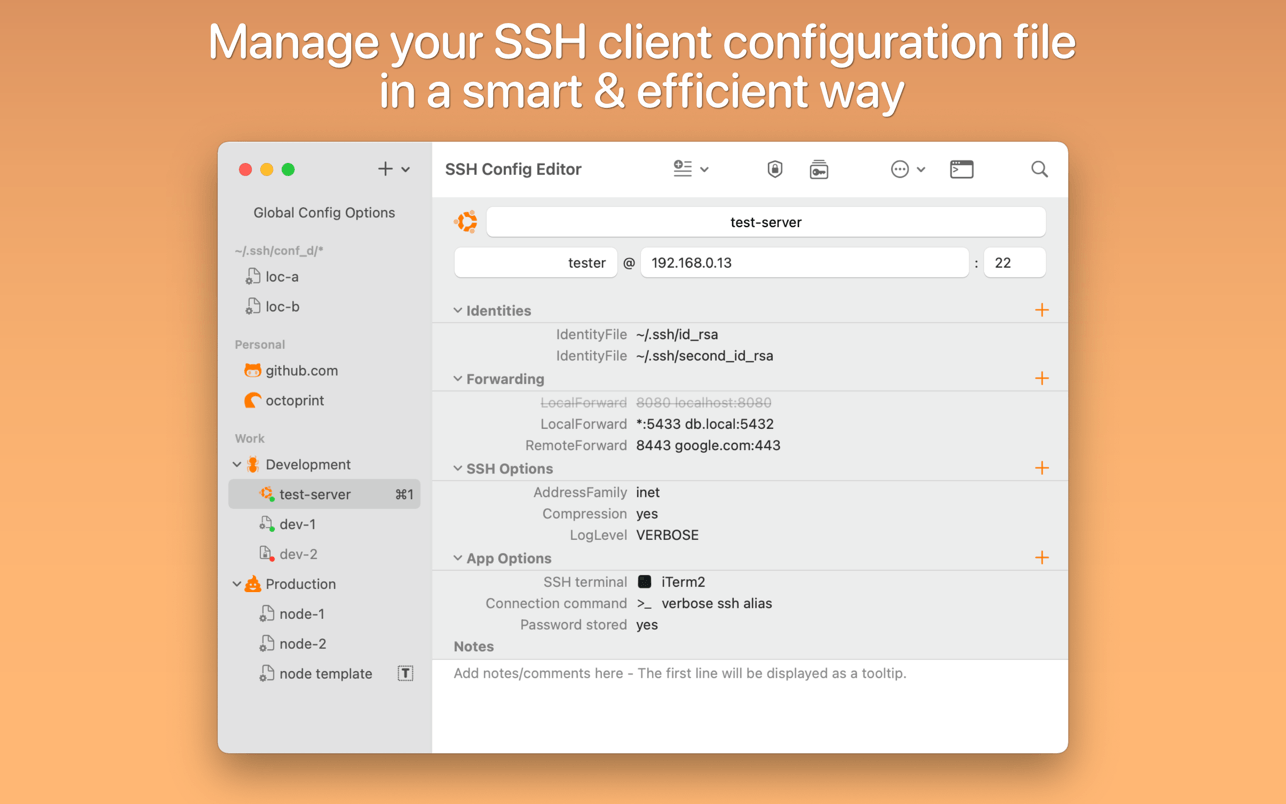 Manage your SSH client configuration file
in a smart & efficient way
SSH Config Editor
Global Config Options
~/.ssh/conf_d/*
loc-a
loc-b
Personal
github.com
octoprint
Work
Development
test-server ⌘1
dev-1
dev-2
Production
node-1
node-2
node template T
test-server
tester @ 192.168.0.13 : 22
Identities
IdentityFile ~/.ssh/id_rsa
IdentityFile ~/.ssh/second_id_rsa
Forwarding
LocalForward 8080 localhost:8080
LocalForward *:5433 db.local:5432
RemoteForward 8443 google.com:443
SSH Options
AddressFamily inet
Compression yes
LogLevel VERBOSE
App Options
SSH terminal iTerm2
Connection command >_ verbose ssh alias
Password stored yes
Notes
Add notes/comments here - The first line will be displayed as a tooltip.